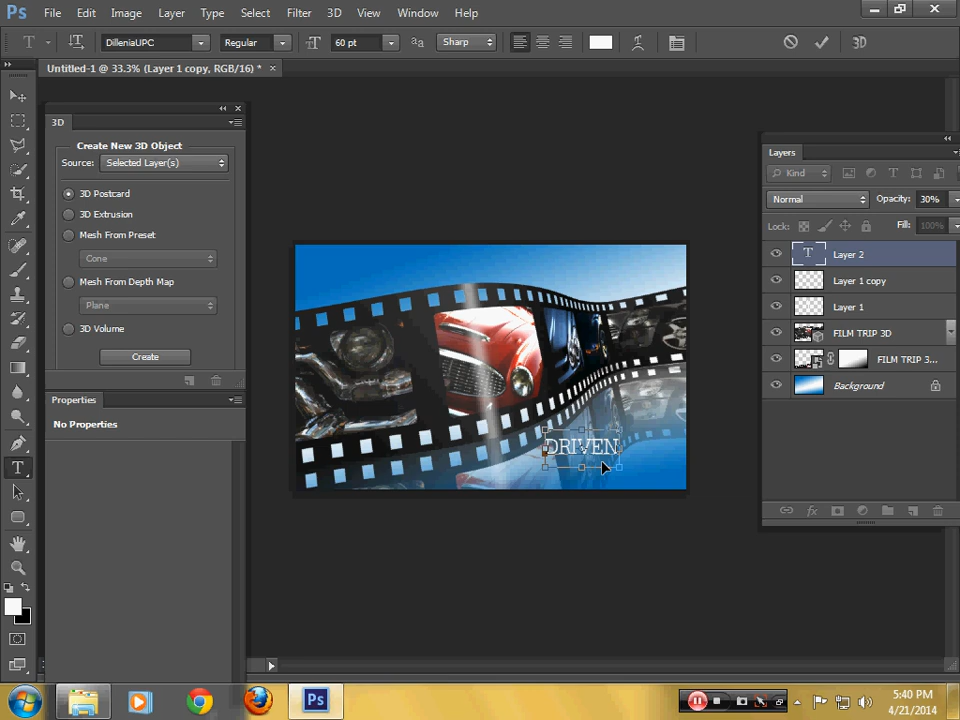 Ps File Edit Image Layer Type Select Filter 3D View Window Help
T DilleniaUPC Regular 60 pt aa Sharp 3D
Untitled-1 @ 33.3% (Layer 1 copy, RGB/16) * ×
3D
Create New 3D Object
Source: Selected Layer(s)
3D Postcard
3D Extrusion
Mesh From Preset
Cone
Mesh From Depth Map
Plane
3D Volume
Create
Properties
No Properties
DRIVEN
Layers
Kind
Normal Opacity: 30%
Lock: Fill: 100%
T Layer 2
Layer 1 copy
Layer 1
FILM TRIP 3D
FILM TRIP 3...
Background
fx
Ps
5:40 PM
4/21/2014